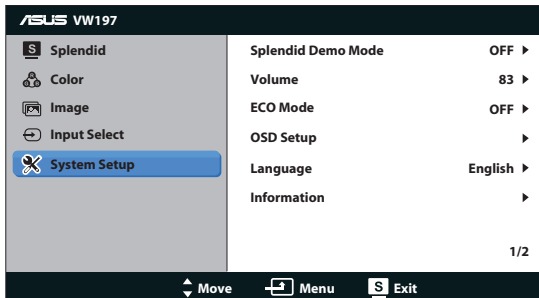 ASUS VW197
S Splendid
Color
Image
Input Select
System Setup
Splendid Demo Mode OFF
Volume 83
ECO Mode OFF
OSD Setup
Language English
Information
1/2
Move Menu S Exit